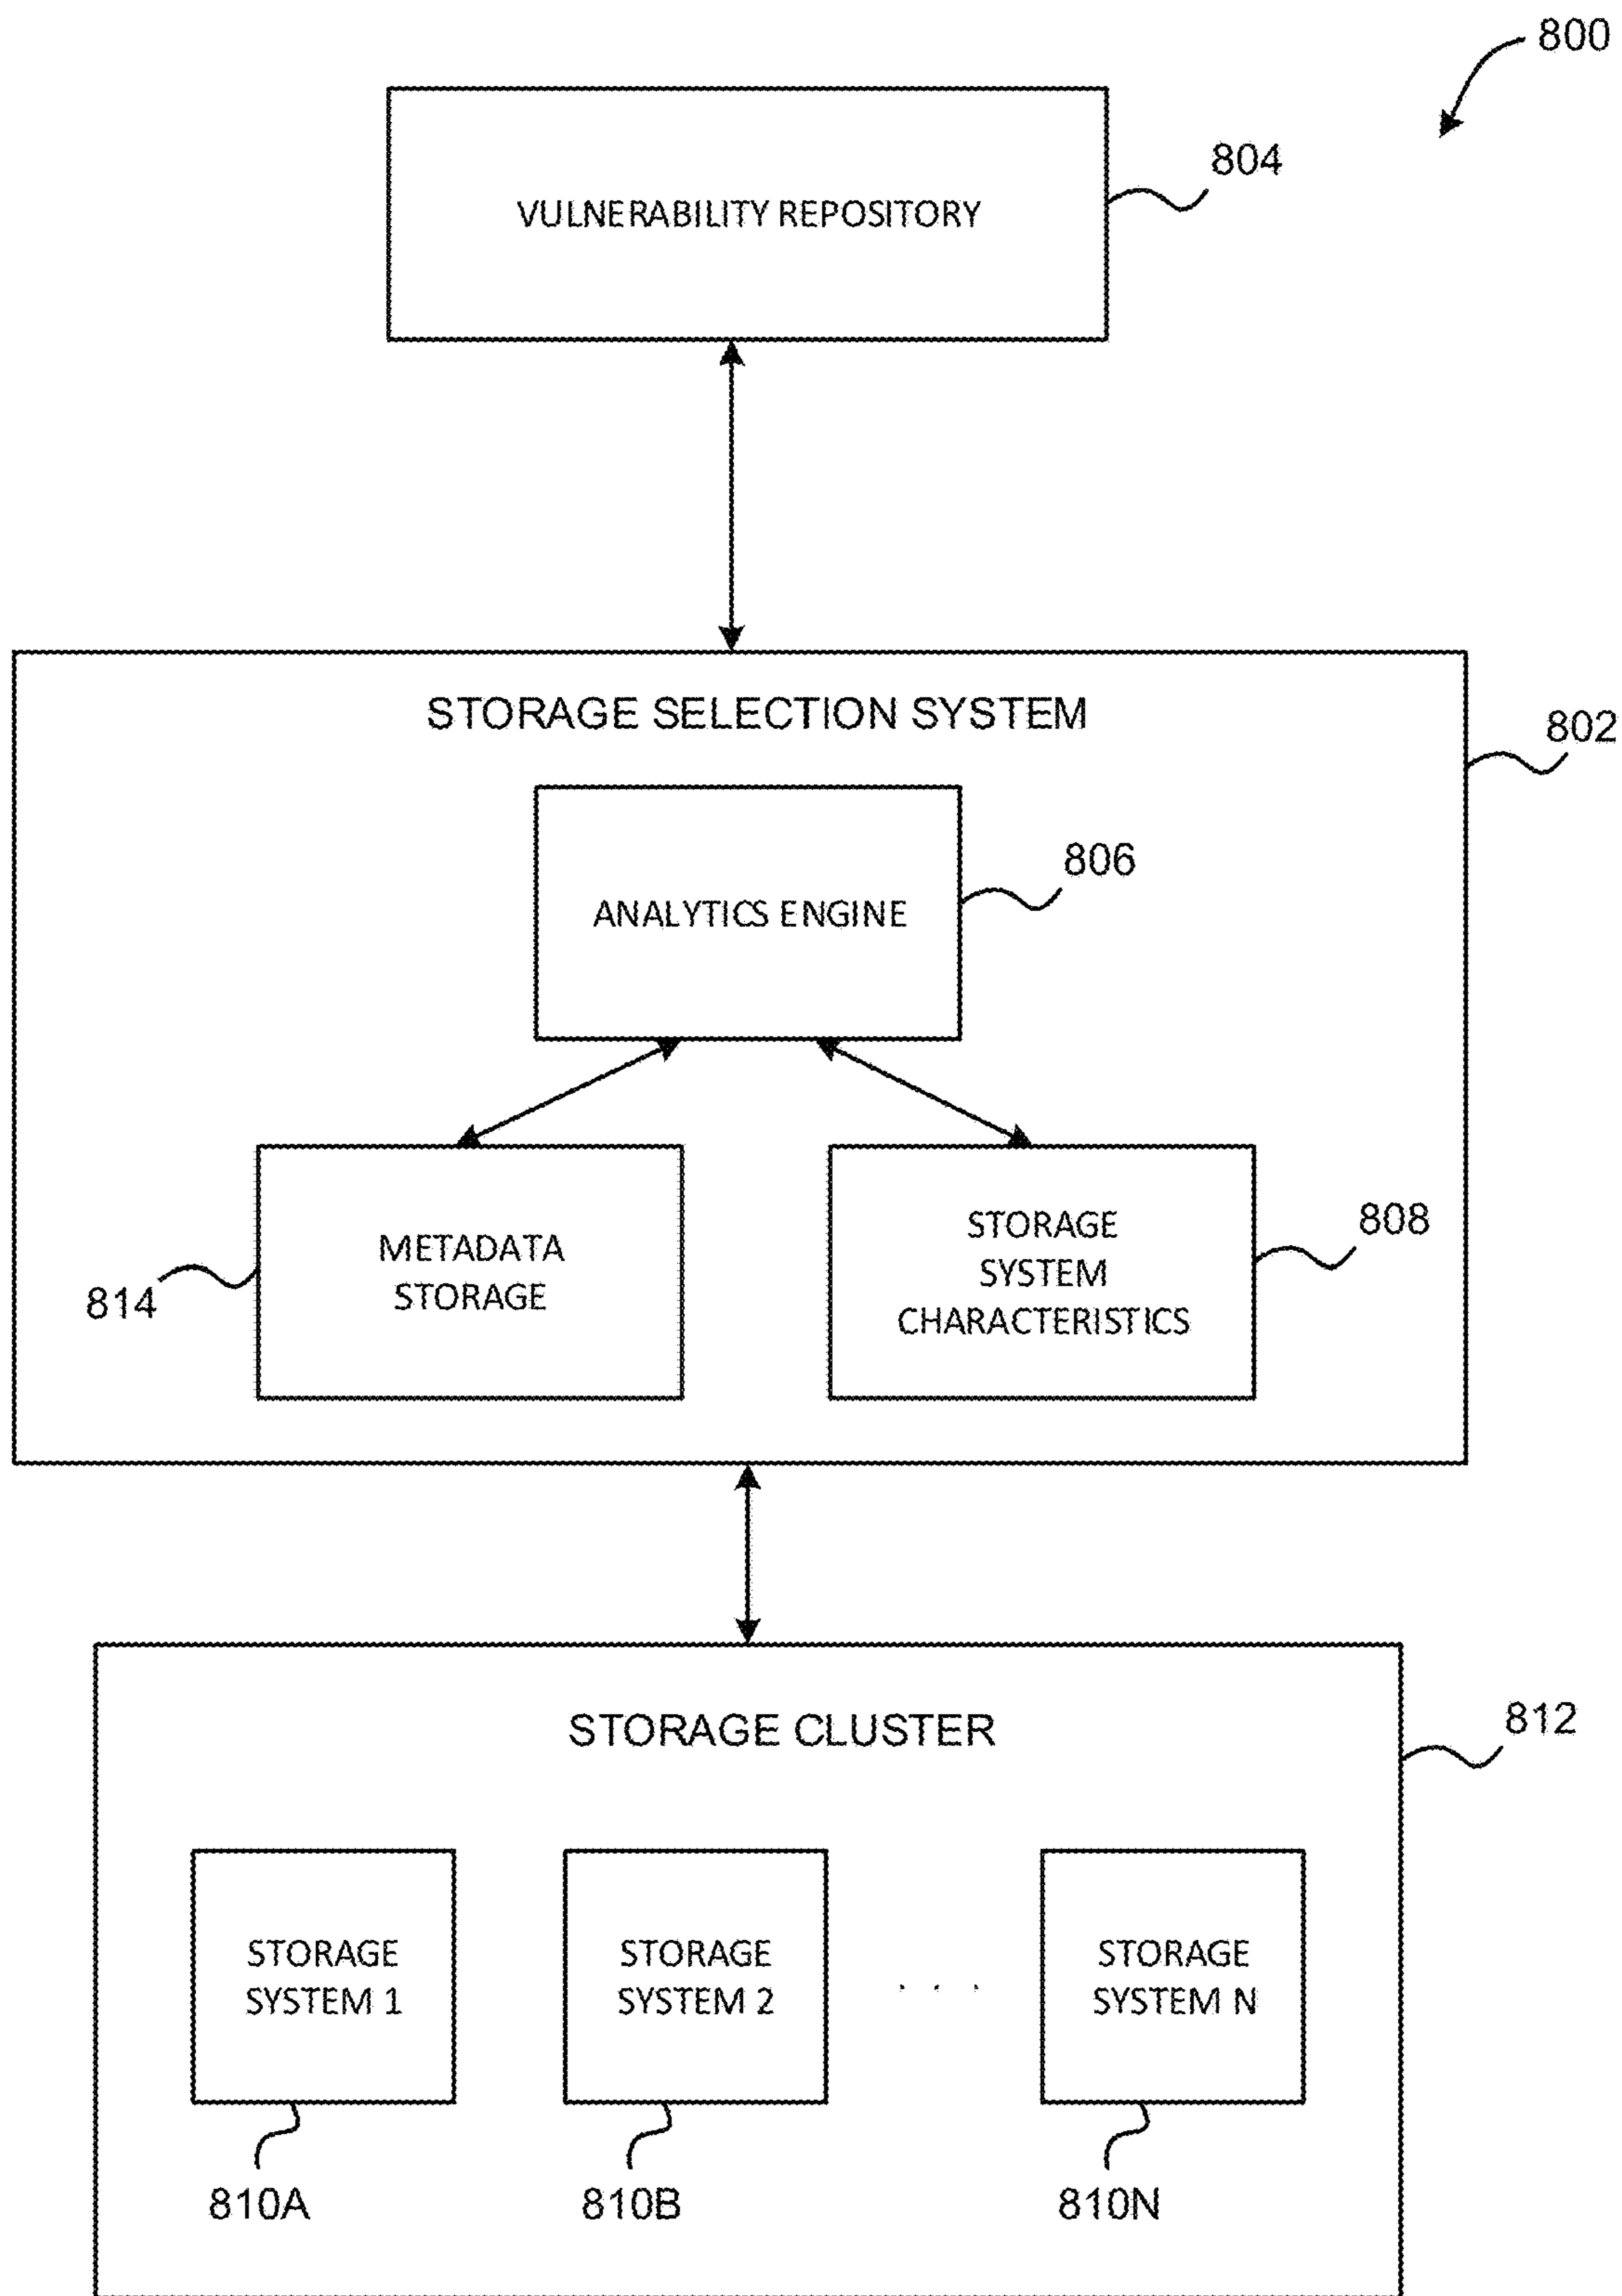 800
804
VULNERABILITY REPOSITORY
STORAGE SELECTION SYSTEM
802
806
ANALYTICS ENGINE
METADATA
STORAGE
814
STORAGE
SYSTEM
CHARACTERISTICS
808
STORAGE CLUSTER
812
STORAGE
SYSTEM 1
STORAGE
SYSTEM 2
. . .
STORAGE
SYSTEM N
810A
810B
810N